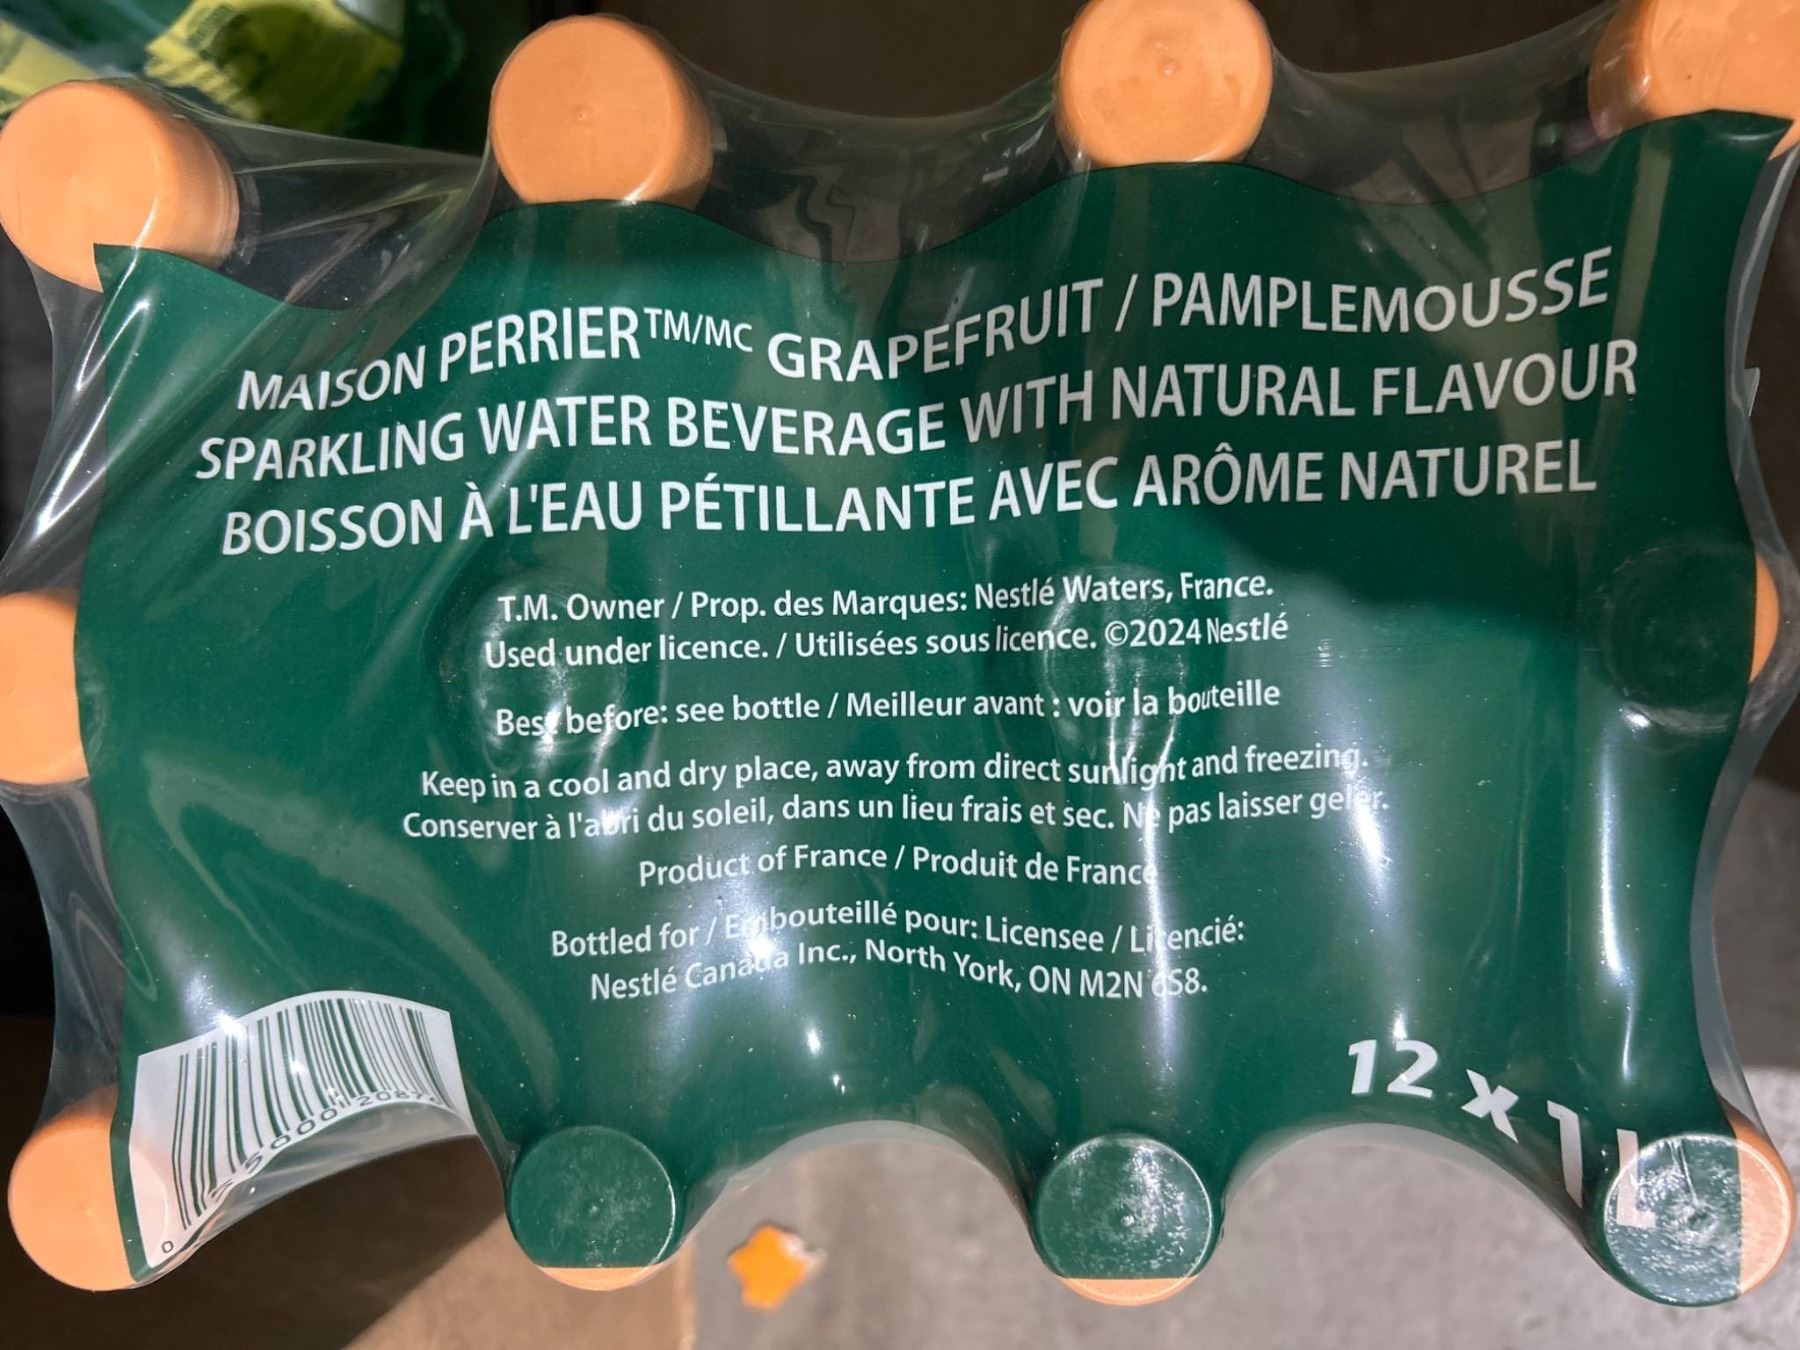 MAISON PERRIER™/MC GRAPEFRUIT / PAMPLEMOUSSE
SPARKLING WATER BEVERAGE WITH NATURAL FLAVOUR
BOISSON À L'EAU PÉTILLANTE AVEC ARÔME NATUREL
T.M. Owner / Prop. des Marques: Nestlé Waters, France.
Used under licence. / Utilisées sous licence. ©2024 Nestlé
Best before: see bottle / Meilleur avant : voir la bouteille
Keep in a cool and dry place, away from direct sunlight and freezing.
Conserver à l'abri du soleil, dans un lieu frais et sec. Ne pas laisser geler.
Product of France / Produit de France
Bottled for / Embouteillé pour: Licensee / Licencié:
Nestlé Canada Inc., North York, ON M2N 6S8.
12 x 1 L